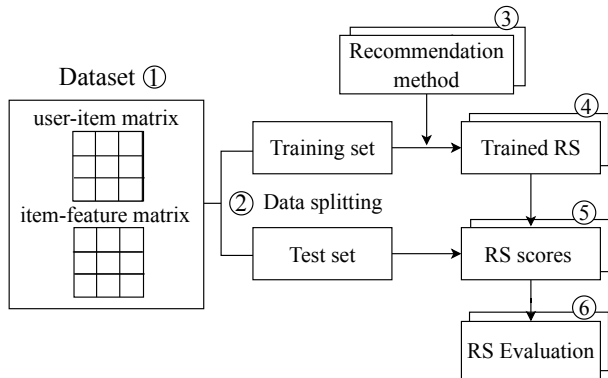 ③
Recommendation
method
Dataset ①
user-item matrix
item-feature matrix
② Data splitting
Training set
Test set
④
Trained RS
⑤
RS scores
⑥
RS Evaluation